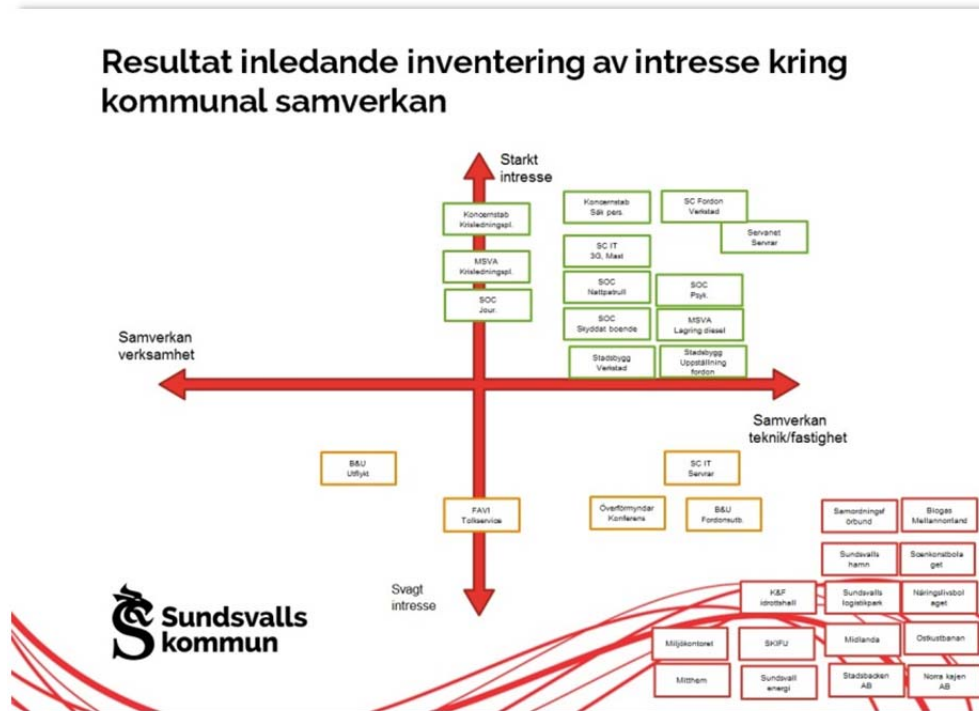 Resultat inledande inventering av intresse kring
kommunal samverkan
Starkt
intresse
Koncernstab
Krisledningspl.
Koncernstab
Säk pers.
SC Fordon
Verkstad
Servanet
Servrar
MSVA
Krisledningspl.
SC IT
3G, Mast
SOC
Jour.
SOC
Nattpatrull
SOC
Psyk.
SOC
Skyddat boende
MSVA
Lagring diesel
Stadsbygg
Verkstad
Stadsbygg
Uppställning
fordon
Samverkan
verksamhet
Samverkan
teknik/fastighet
B&U
Utflykt
SC IT
Servrar
FAVI
Tolkservice
Överförmyndar
Konferens
B&U
Fordonsutb.
Samordningsf
örbund
Biogas
Mellannorrland
Sundsvalls
hamn
Scenkonstbola
get
Svagt
intresse
K&F
idrottshall
Sundsvalls
logistikpark
Näringslivsbol
aget
Miljökontoret
SKIFU
Midlanda
Ostkustbanan
Mitthem
Sundsvall
energi
Stadsbacken
AB
Norra kajen
AB
Sundsvalls
kommun